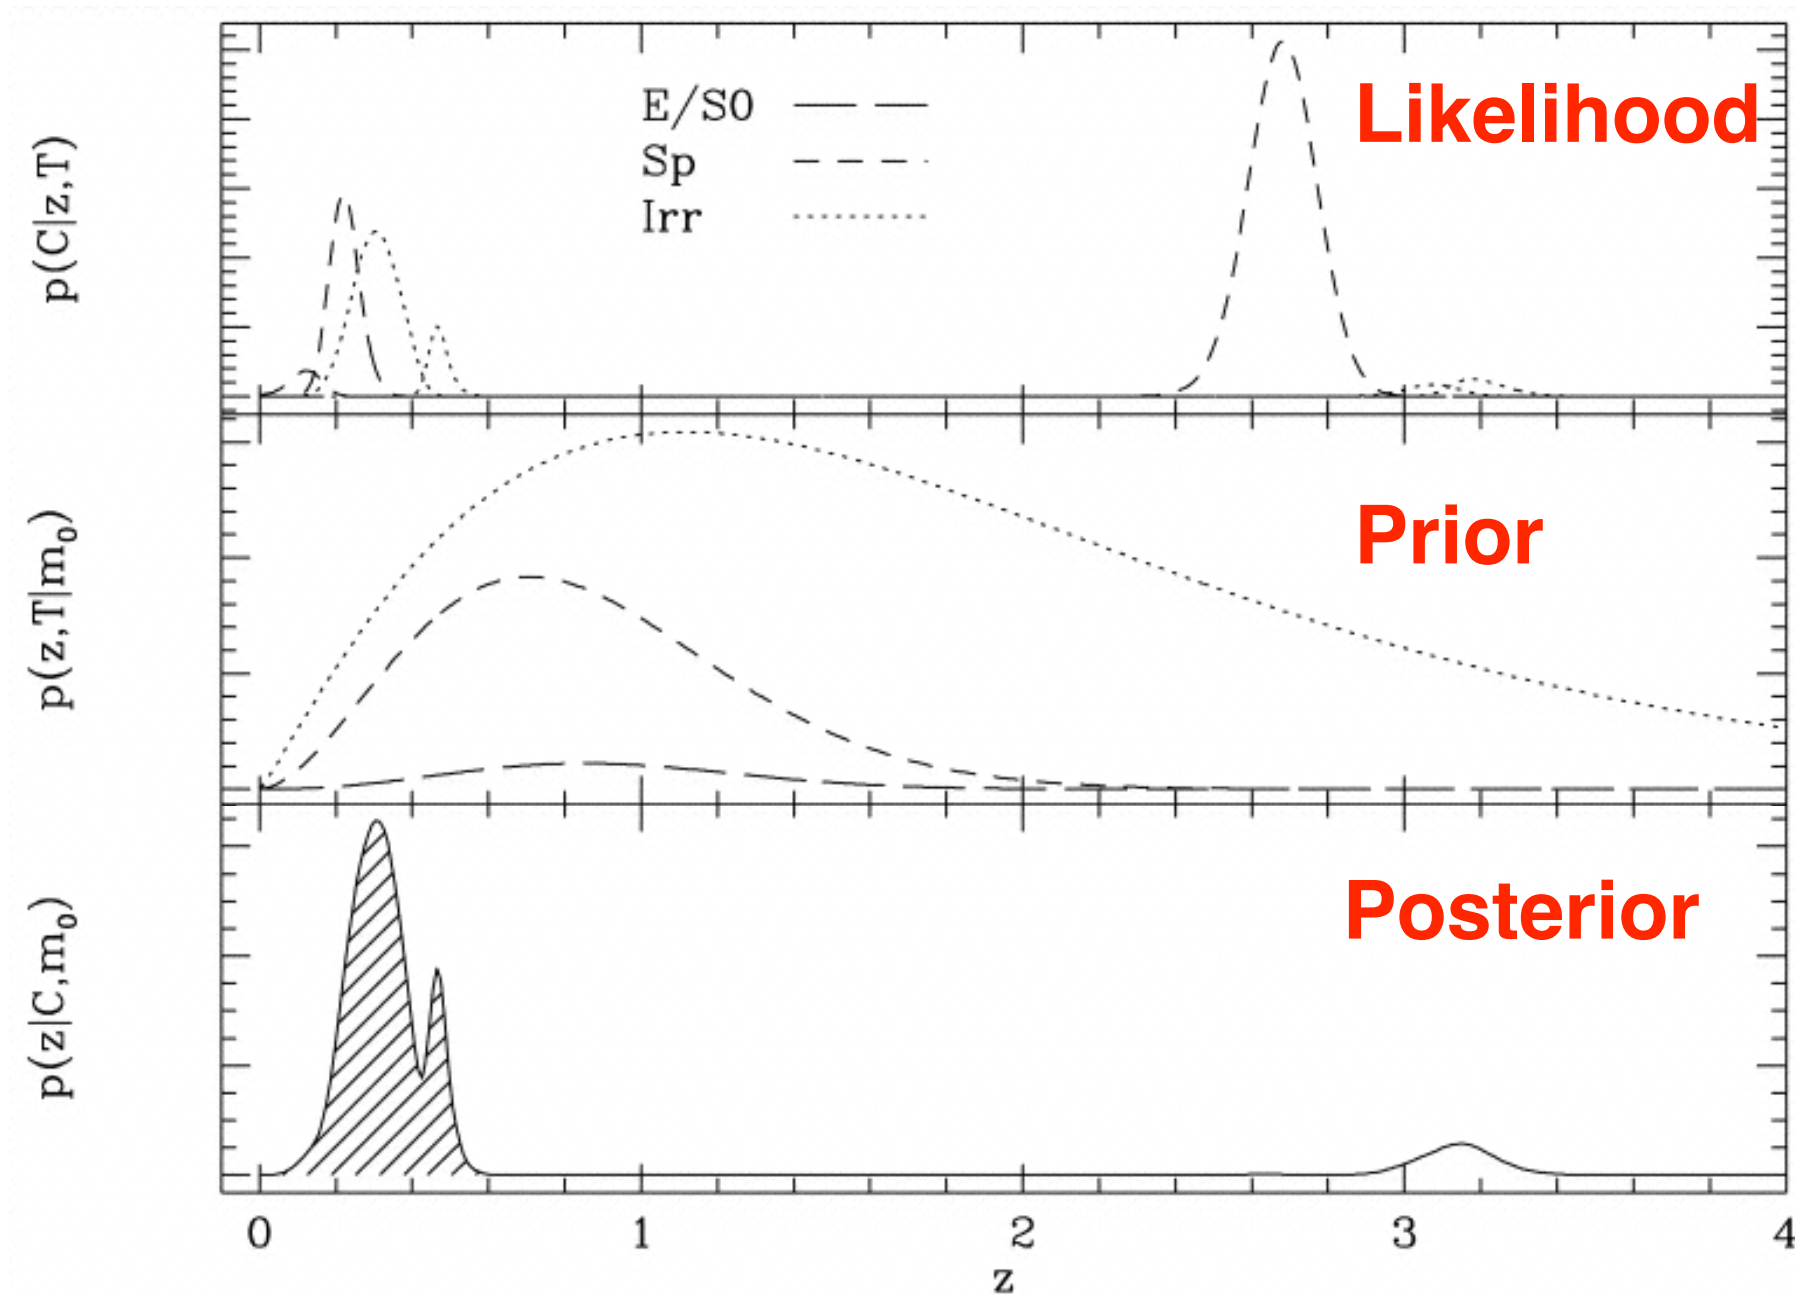 p(C|z,T)
E/S0
Sp
Irr
Likelihood
p(z,T|m₀)
Prior
p(z|C,m₀)
Posterior
0 1 2 3 4
z